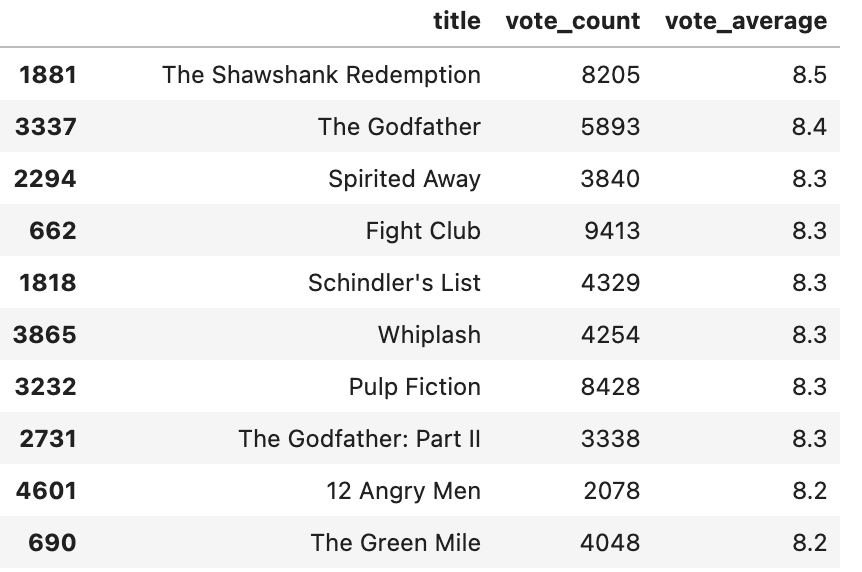 title vote_count vote_average
1881 The Shawshank Redemption 8205 8.5
3337 The Godfather 5893 8.4
2294 Spirited Away 3840 8.3
662 Fight Club 9413 8.3
1818 Schindler's List 4329 8.3
3865 Whiplash 4254 8.3
3232 Pulp Fiction 8428 8.3
2731 The Godfather: Part II 3338 8.3
4601 12 Angry Men 2078 8.2
690 The Green Mile 4048 8.2